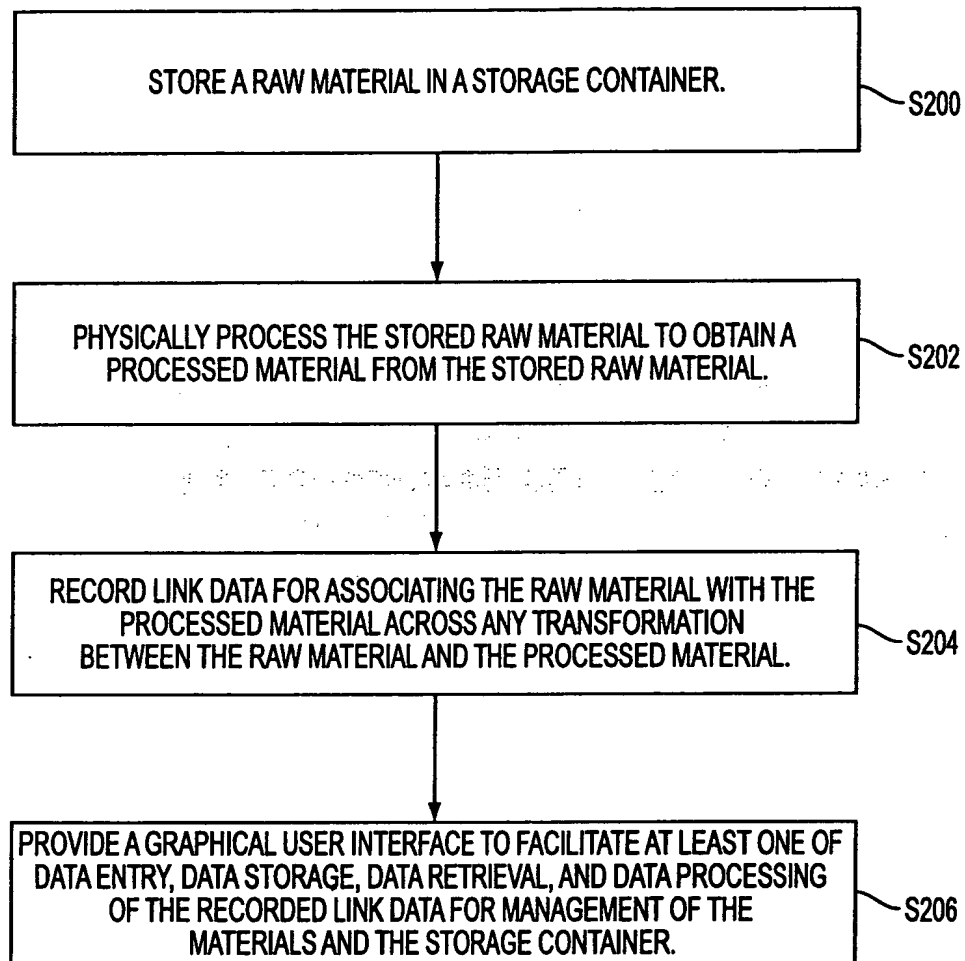 STORE A RAW MATERIAL IN A STORAGE CONTAINER.
S200
PHYSICALLY PROCESS THE STORED RAW MATERIAL TO OBTAIN A
PROCESSED MATERIAL FROM THE STORED RAW MATERIAL.
S202
RECORD LINK DATA FOR ASSOCIATING THE RAW MATERIAL WITH THE
PROCESSED MATERIAL ACROSS ANY TRANSFORMATION
BETWEEN THE RAW MATERIAL AND THE PROCESSED MATERIAL.
S204
PROVIDE A GRAPHICAL USER INTERFACE TO FACILITATE AT LEAST ONE OF
DATA ENTRY, DATA STORAGE, DATA RETRIEVAL, AND DATA PROCESSING
OF THE RECORDED LINK DATA FOR MANAGEMENT OF THE
MATERIALS AND THE STORAGE CONTAINER.
S206